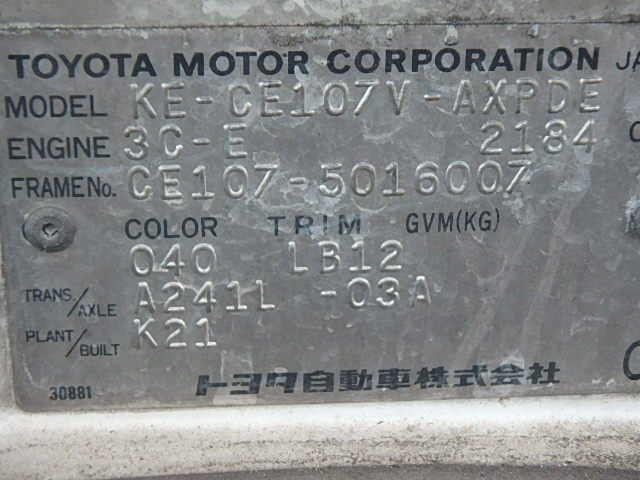 TOYOTA MOTOR CORPORATION JA
MODEL KE-CE107V-AXPDE
ENGINE 3C-E 2184
FRAME No. CE107-5016007
COLOR TRIM GVM(KG)
040 LB12
TRANS./AXLE A241L -03A
PLANT/BUILT K21
30881 トヨタ自動車株式会社